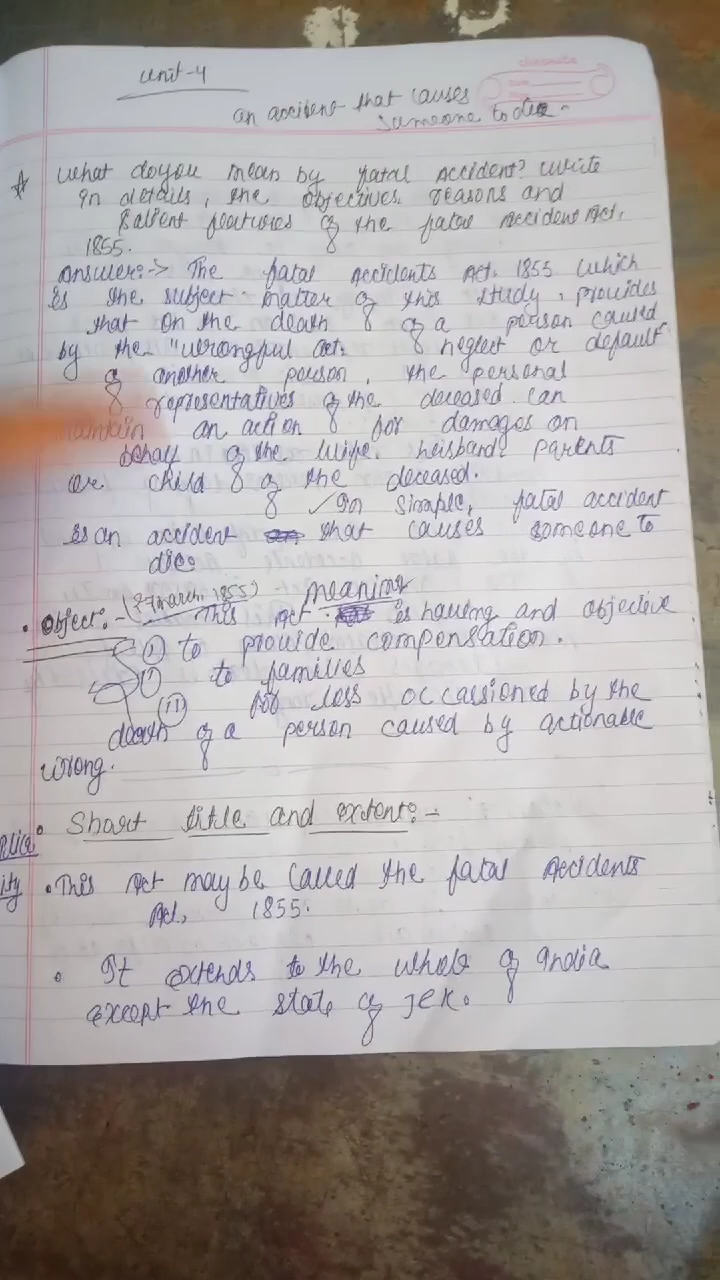 Unit-4
an accident that causes
someone to die.
What do you mean by fatal Accident? Write
in details, the objectives reasons and
Salient features of the fatal Accident Act,
1855.
Answer:-> The fatal Accidents Act. 1855 which
is the subject-matter of this study, provides
that on the death of a person caused
by the "wrongful act, neglect or default
of another person, the personal
representatives of the deceased can
maintain an action for damages on
behalf of the wife. heisband. parents
or child of the deceased.
In simple, fatal accident
is an accident that causes someone to
die.
Object:- (27 march, 1855) meaning
This Act is having and objective
(i) to provide compensation.
to families
(iii) for loss occassioned by the
death of a person caused by actionable
wrong.
Short title and extent:-
ity
• This Act may be called the fatal Accidents
Act, 1855.
• It extends to the whole of India
except the state of J&K.